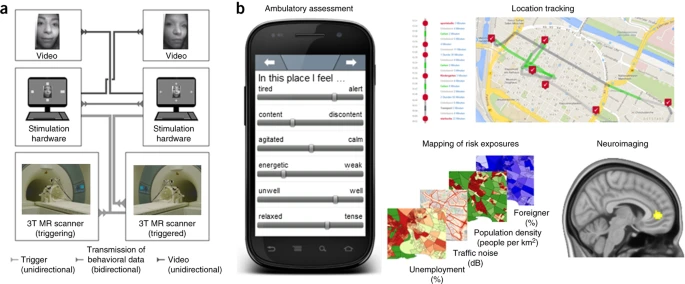 a
Video
Video
Stimulation
hardware
Stimulation
hardware
3T MR scanner
(triggering)
3T MR scanner
(triggered)
Trigger
(unidirectional)
Transmission of
behavioral data
(bidirectional)
Video
(unidirectional)
b
Ambulatory assessment
In this place I feel ...
tired alert
content discontent
agitated calm
energetic weak
unwell well
relaxed tense
Location tracking
Mapping of risk exposures
Foreigner
(%)
Population density
(people per km²)
Traffic noise
(dB)
Unemployment
(%)
Neuroimaging